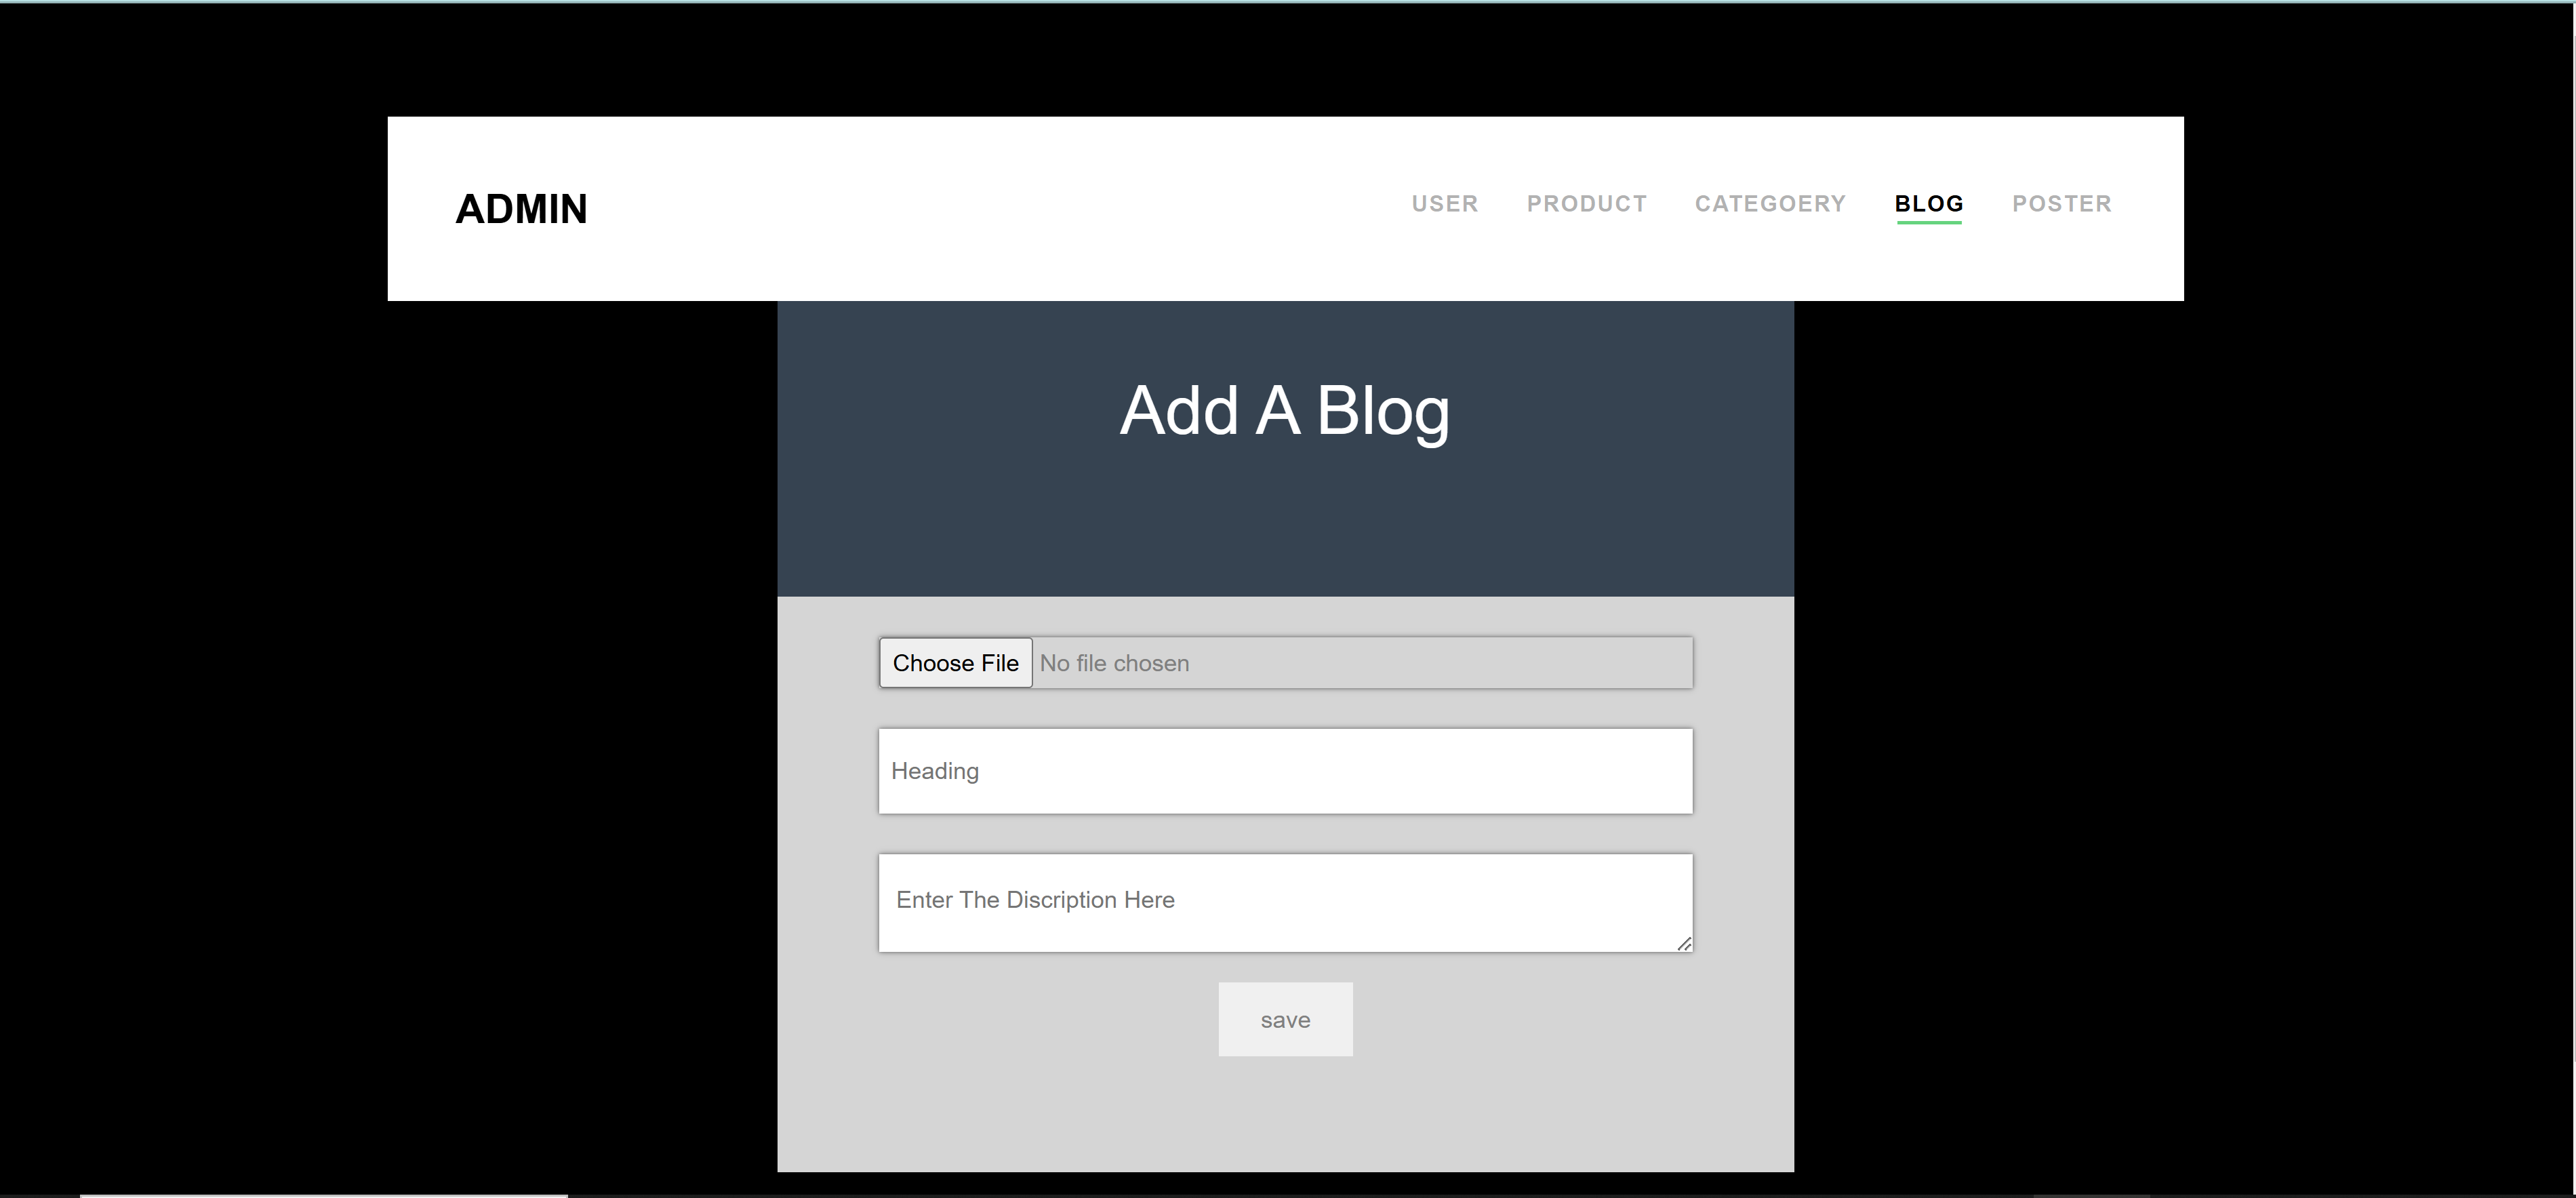 ADMIN
USER PRODUCT CATEGOERY BLOG POSTER
Add A Blog
Choose File No file chosen
Heading
Enter The Discription Here
save